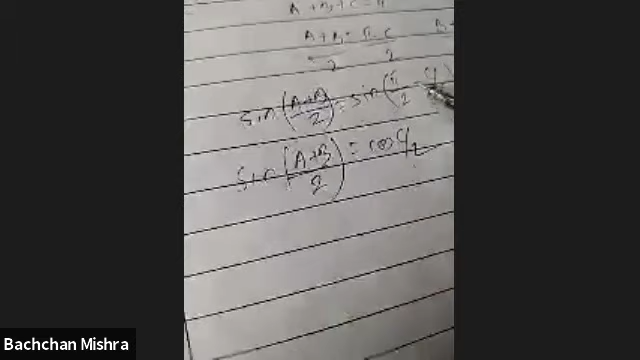 A + B + C = π
A + B = π - C
2 2
sin(A+B/2) = sin(π/2 - C/2)
sin(A+B/2) = cos C/2
Bachchan Mishra